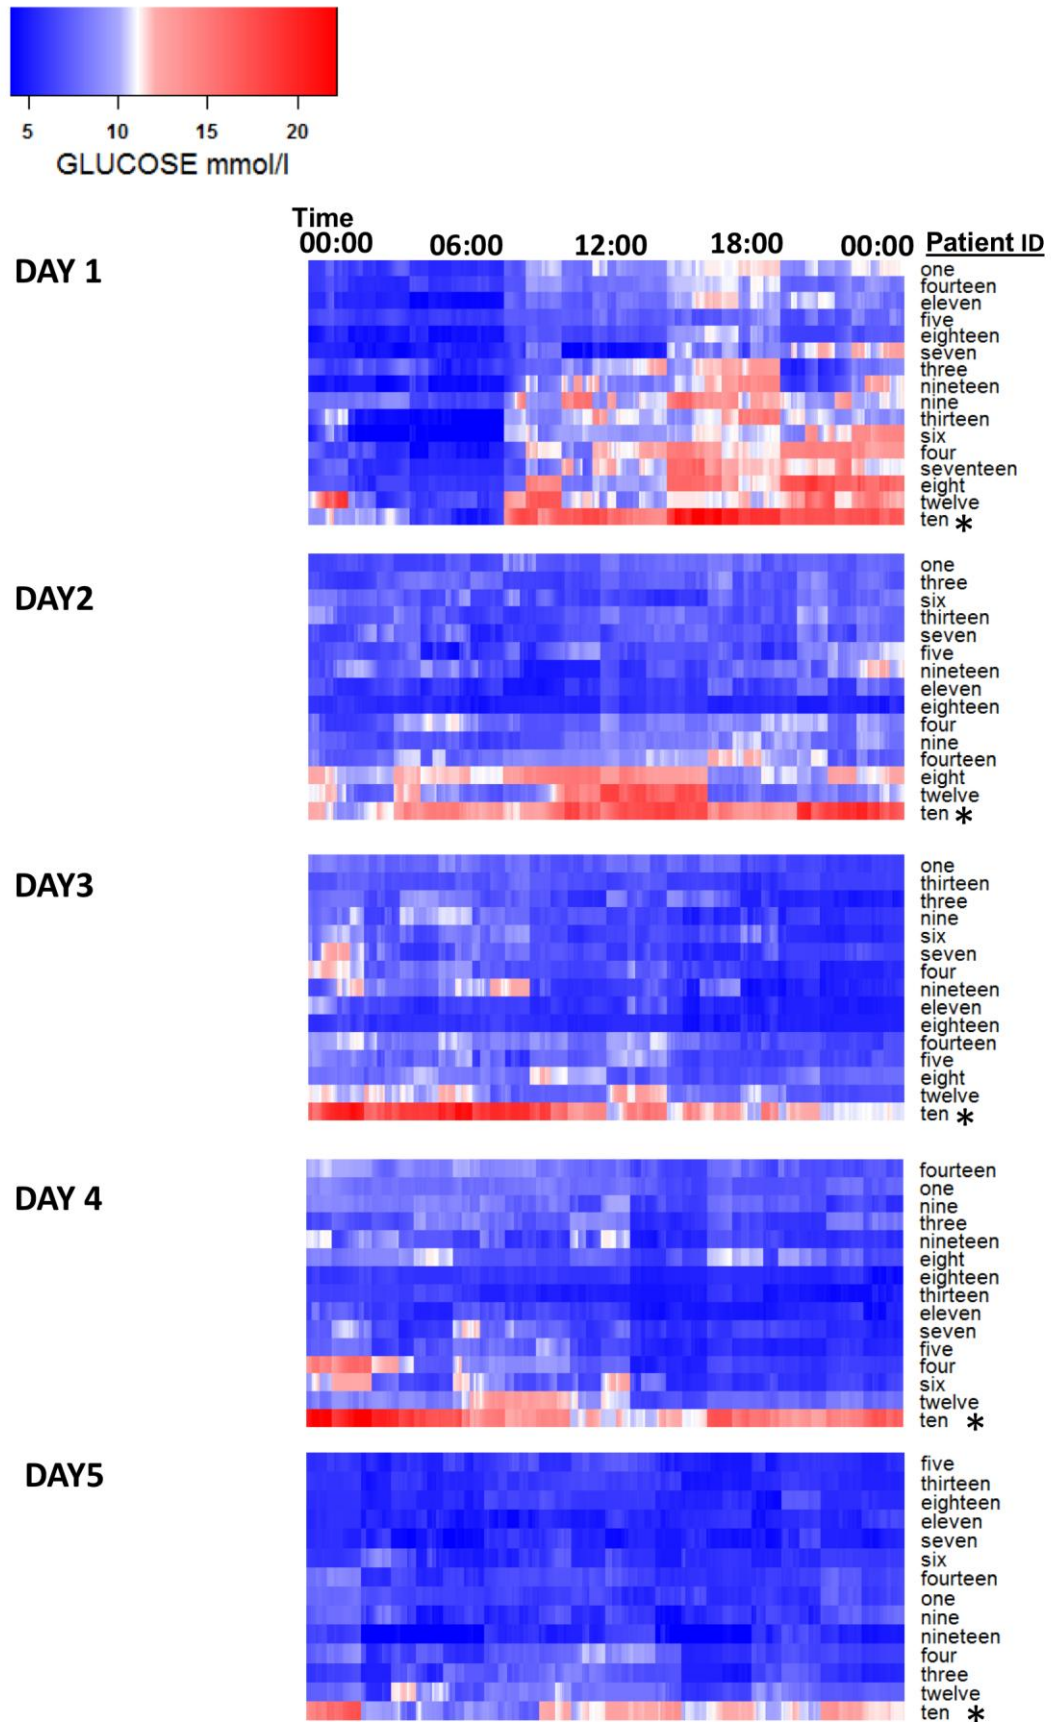 5 10 15 20
GLUCOSE mmol/l
Time
00:00 06:00 12:00 18:00 00:00 Patient ID
DAY 1
one
fourteen
eleven
five
eighteen
seven
three
nineteen
nine
thirteen
six
four
seventeen
eight
twelve
ten *
DAY2
one
three
six
thirteen
seven
five
nineteen
eleven
eighteen
four
nine
fourteen
eight
twelve
ten *
DAY3
one
thirteen
three
nine
six
seven
four
nineteen
eleven
eighteen
fourteen
five
eight
twelve
ten *
DAY 4
fourteen
one
nine
three
nineteen
eight
eighteen
thirteen
eleven
seven
five
four
six
twelve
ten *
DAY5
five
thirteen
eighteen
eleven
seven
six
fourteen
one
nine
nineteen
four
three
twelve
ten *